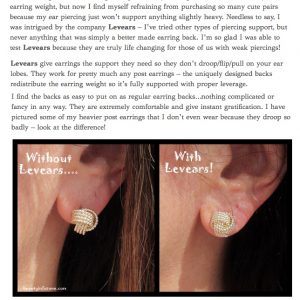 earring weight, but now I find myself refraining from purchasing so many cute pairs
because my ear piercing just won't support anything slightly heavy. Needless to say, I
was intrigued by the company Levears – I've tried other types of piercing support, but
never anything that was simply a better made earring back. I'm so glad I was able to
test Levears because they are truly life changing for those of us with weak piercings!
Levears give earrings the support they need so they don't droop/flip/pull on your ear
lobes. They work for pretty much any post earrings – the uniquely designed backs
redistribute the earring weight so it's fully supported with proper leverage.
I find the backs as easy to put on as regular earring backs...nothing complicated or
fancy in any way. They are extremely comfortable and give instant gratification. I have
pictured some of my heavier post earrings that I don't even wear because they droop so
badly – look at the difference!
Without
Levears....
With
Levears!